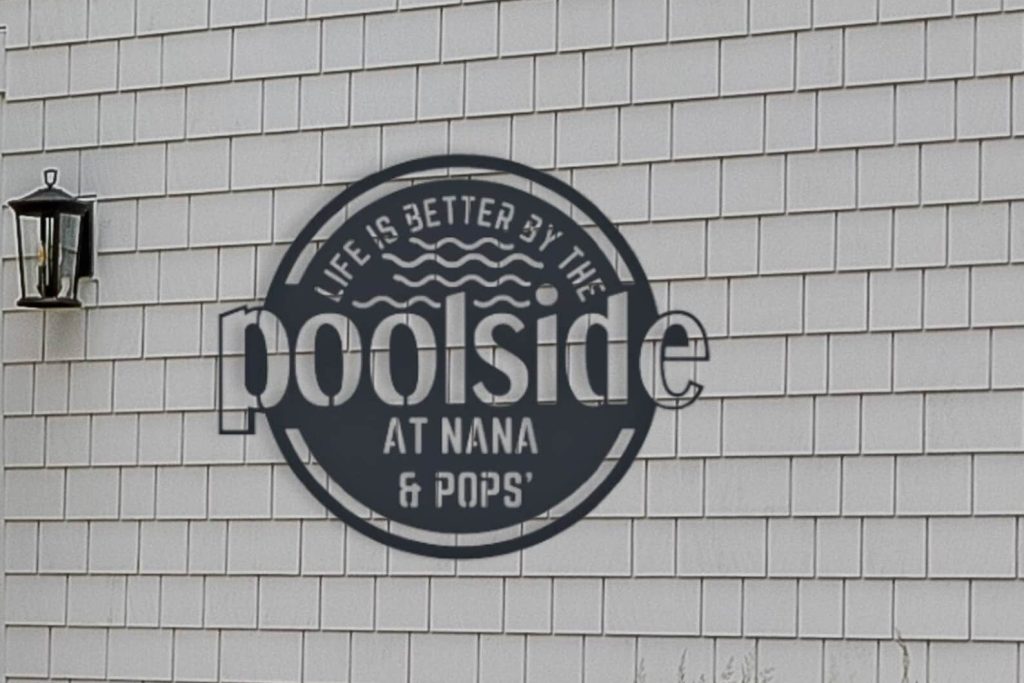 LIFE IS BETTER BY THE
poolside
AT NANA
& POPS'